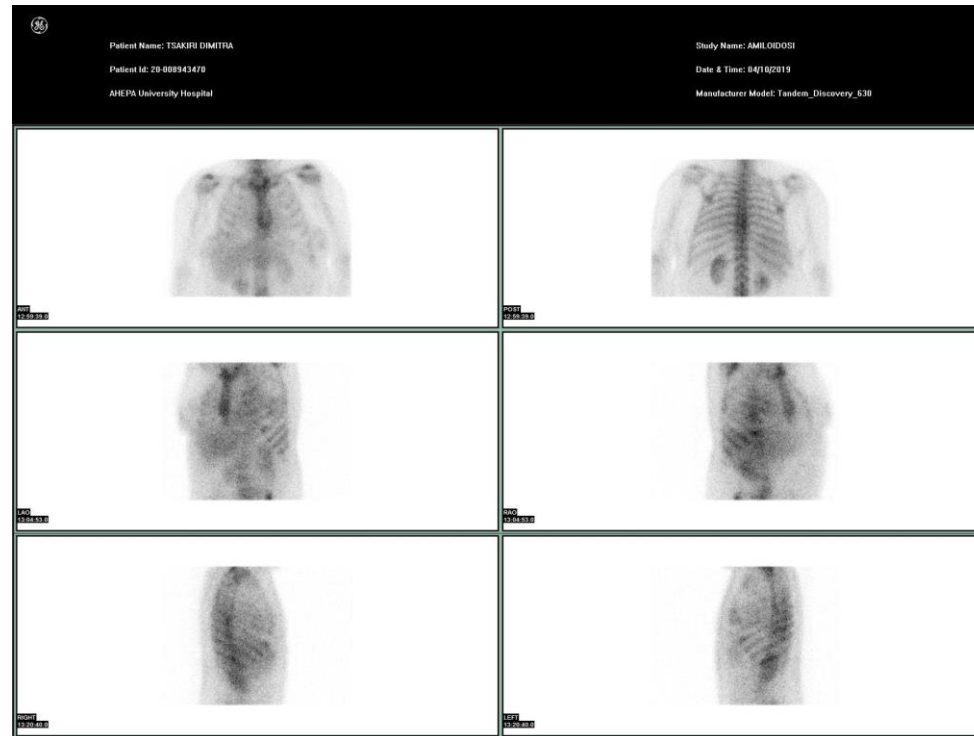 Patient Name: TSAKIRI DIMITRA
Study Name: AMILOIDOSI
Patient Id: 20-008943470
Date & Time: 04/10/2019
AHEPA University Hospital
Manufacturer Model: Tandem_Discovery_630
ANT
12:59:39.0
POST
12:59:39.0
LAO
13:04:53.0
RAO
13:04:53.0
RIGHT
13:20:40.0
LEFT
13:20:40.0